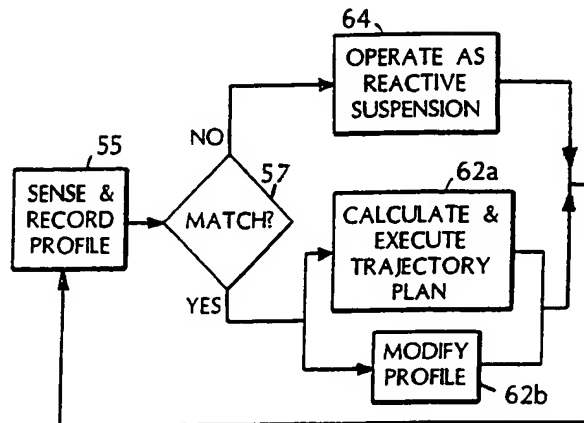 64
OPERATE AS
REACTIVE
SUSPENSION
NO
55
SENSE &
RECORD
PROFILE
57
MATCH?
YES
62a
CALCULATE &
EXECUTE
TRAJECTORY
PLAN
MODIFY
PROFILE
62b